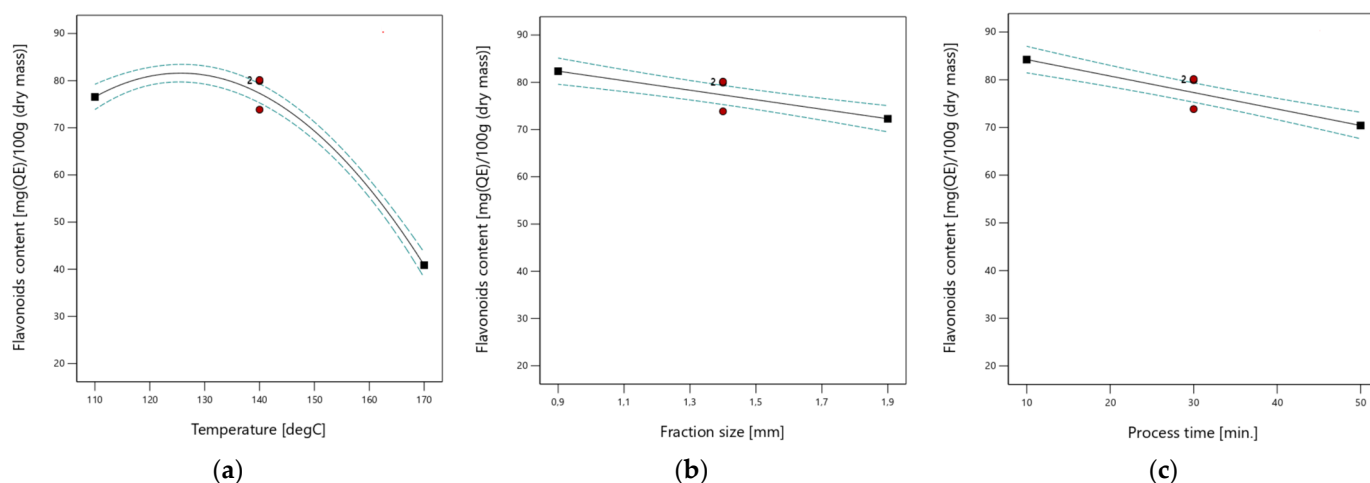 Flavonoids content [mg(QE)/100g (dry mass)]
90
80
70
60
50
40
30
20
2
110 120 130 140 150 160 170
Temperature [degC]
(a)
Flavonoids content [mg(QE)/100g (dry mass)]
90
80
70
60
50
40
30
20
2
0,9 1,1 1,3 1,5 1,7 1,9
Fraction size [mm]
(b)
Flavonoids content [mg(QE)/100g (dry mass)]
90
80
70
60
50
40
30
20
2
10 20 30 40 50
Process time [min.]
(c)